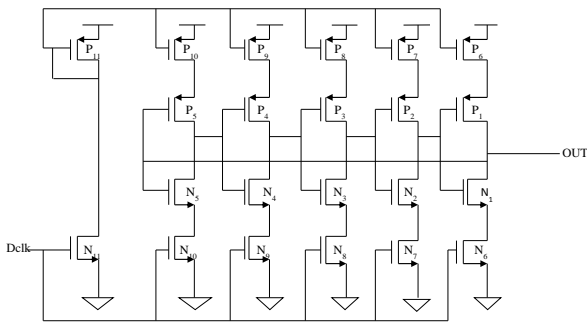 P11 P10 P9 P8 P7 P6
P5 P4 P3 P2 P1
OUT
N5 N4 N3 N2 N1
Dclk N11 N10 N9 N8 N7 N6